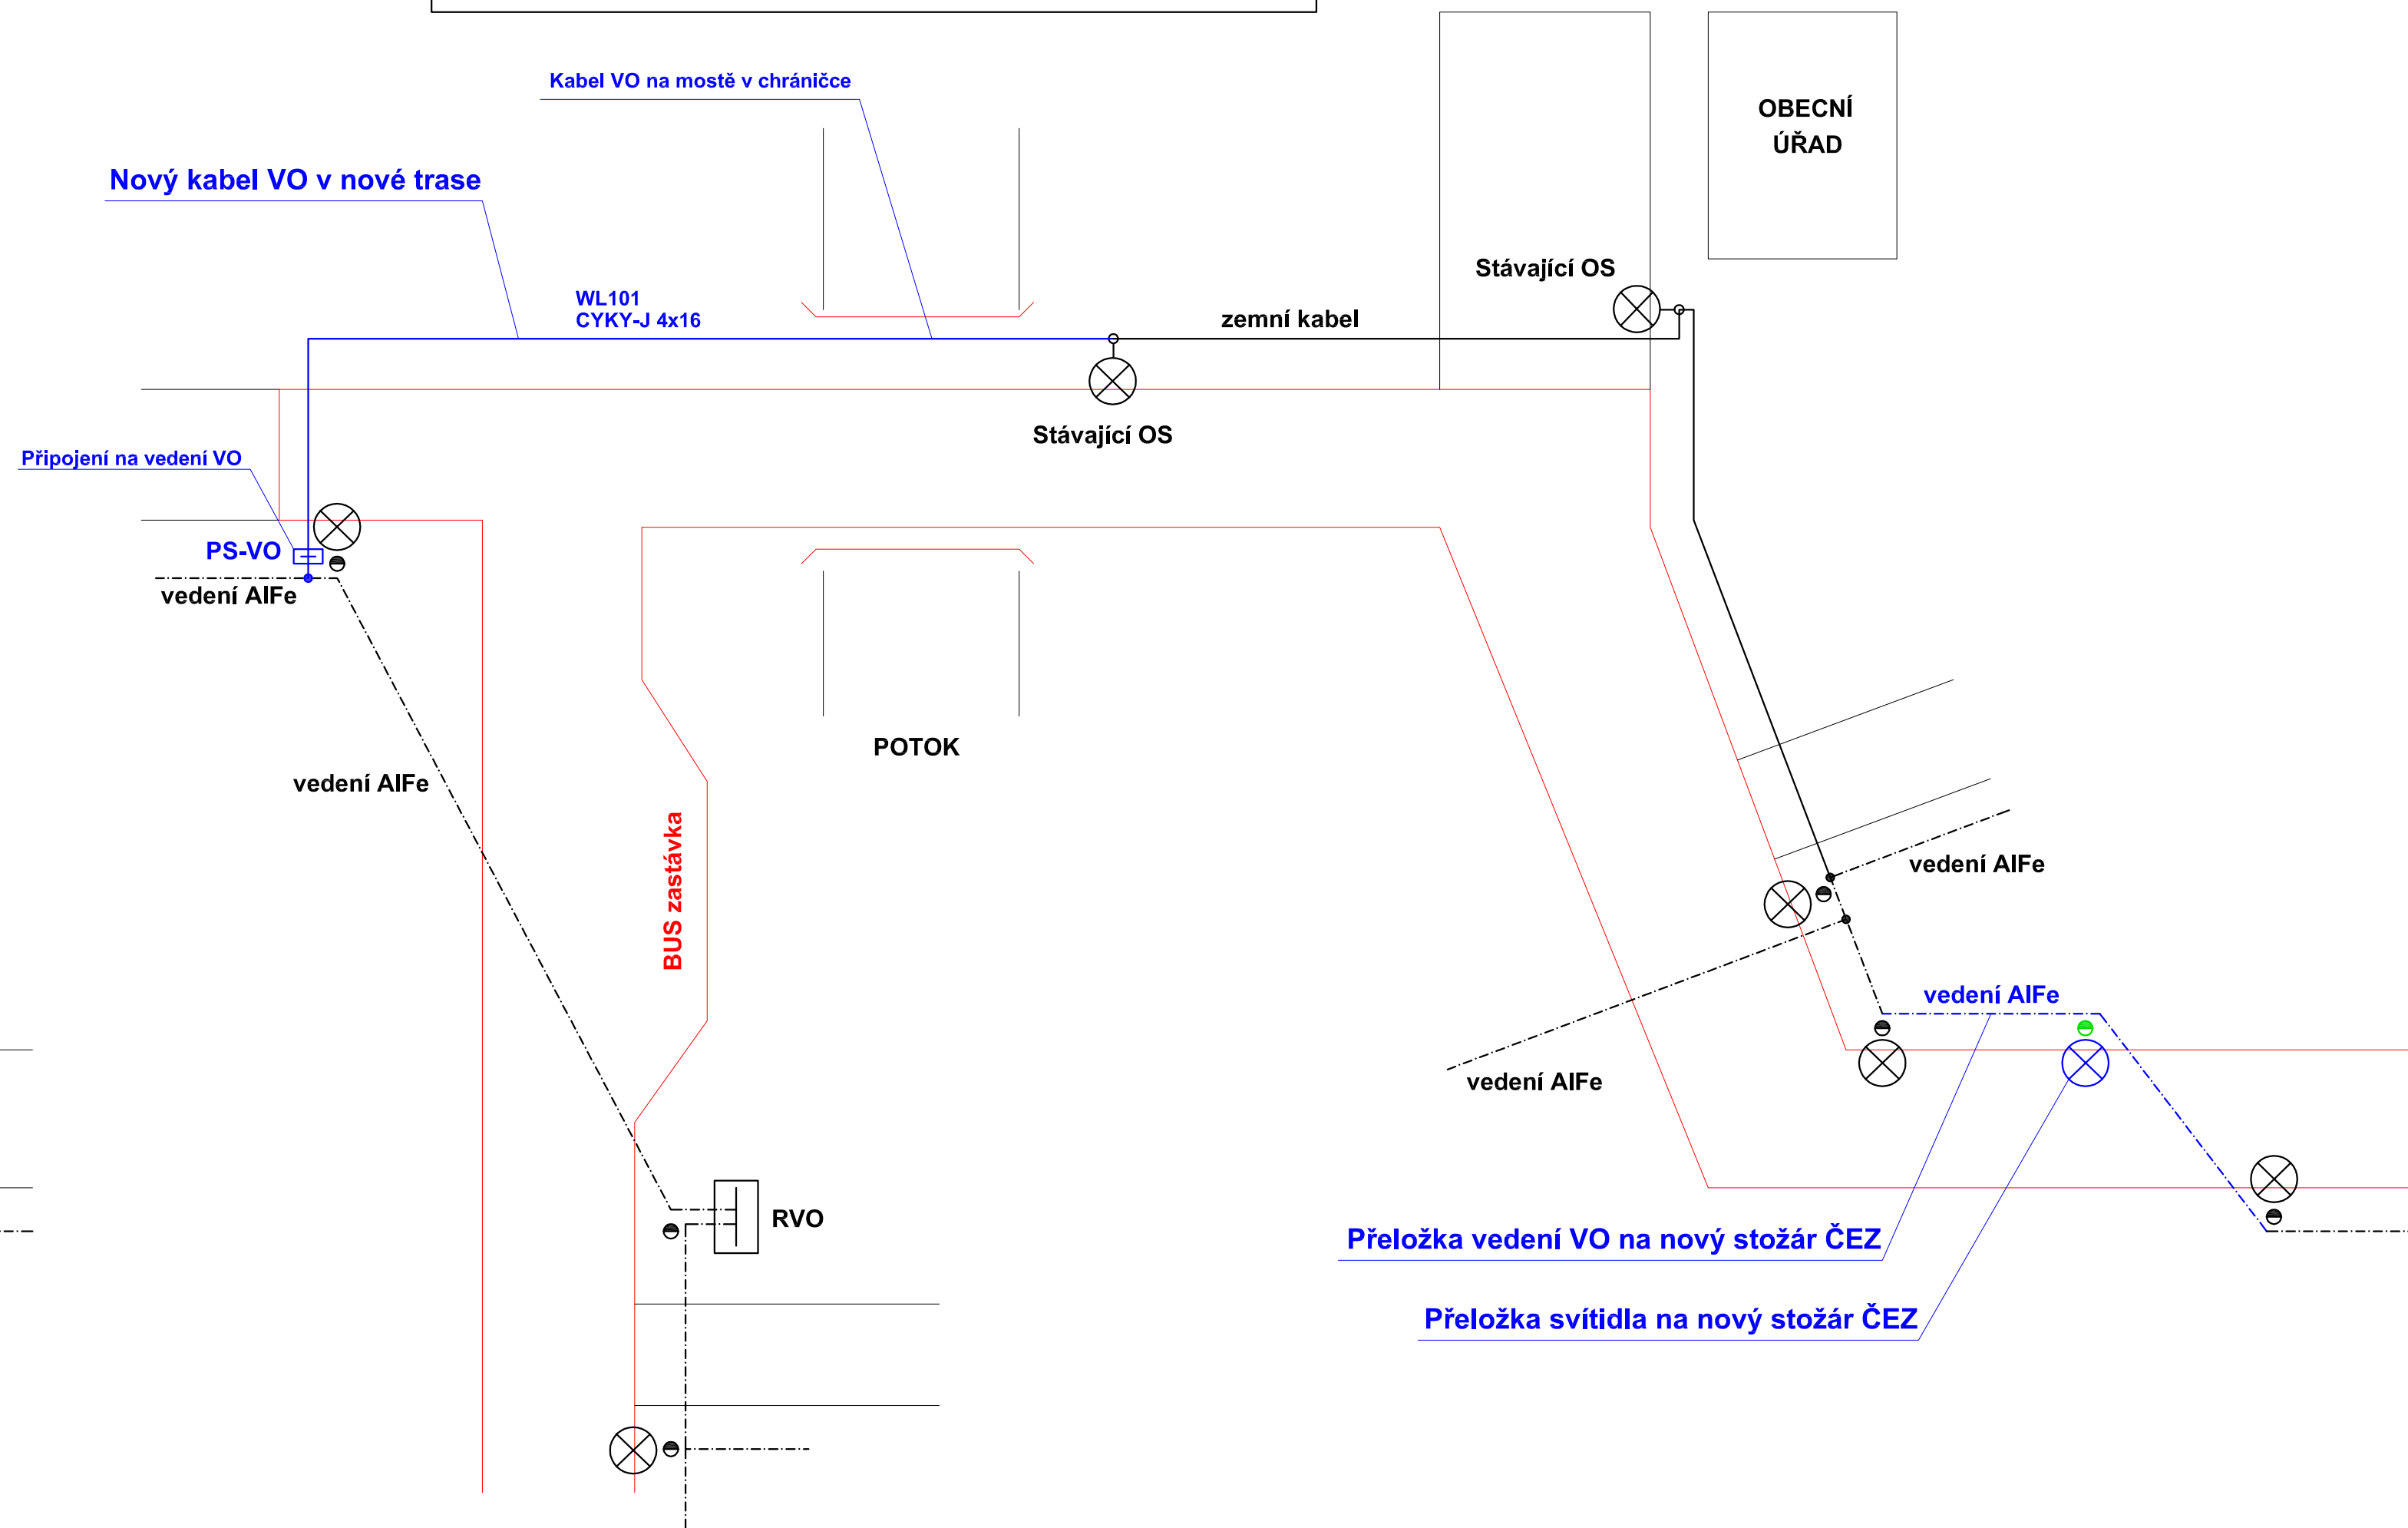 Kabel VO na mostě v chráničce
OBECNÍ
ÚŘAD
Nový kabel VO v nové trase
Stávající OS
WL101
CYKY-J 4x16
zemní kabel
Stávající OS
Připojení na vedení VO
PS-VO
vedení AlFe
POTOK
vedení AlFe
BUS zastávka
vedení AlFe
vedení AlFe
vedení AlFe
RVO
Přeložka vedení VO na nový stožár ČEZ
Přeložka svítidla na nový stožár ČEZ